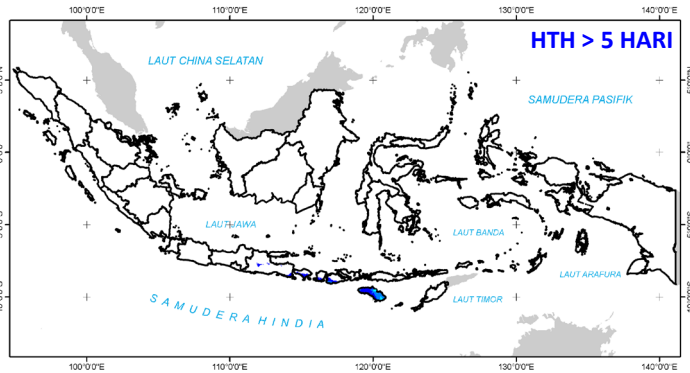 100°0'0"E 110°0'0"E 120°0'0"E 130°0'0"E 140°0'0"E
HTH > 5 HARI
LAUT CHINA SELATAN
SAMUDERA PASIFIK
LAUT JAWA
LAUT BANDA
LAUT ARAFURA
LAUT TIMOR
SAMUDERA HINDIA
100°0'0"E 110°0'0"E 120°0'0"E 130°0'0"E 140°0'0"E